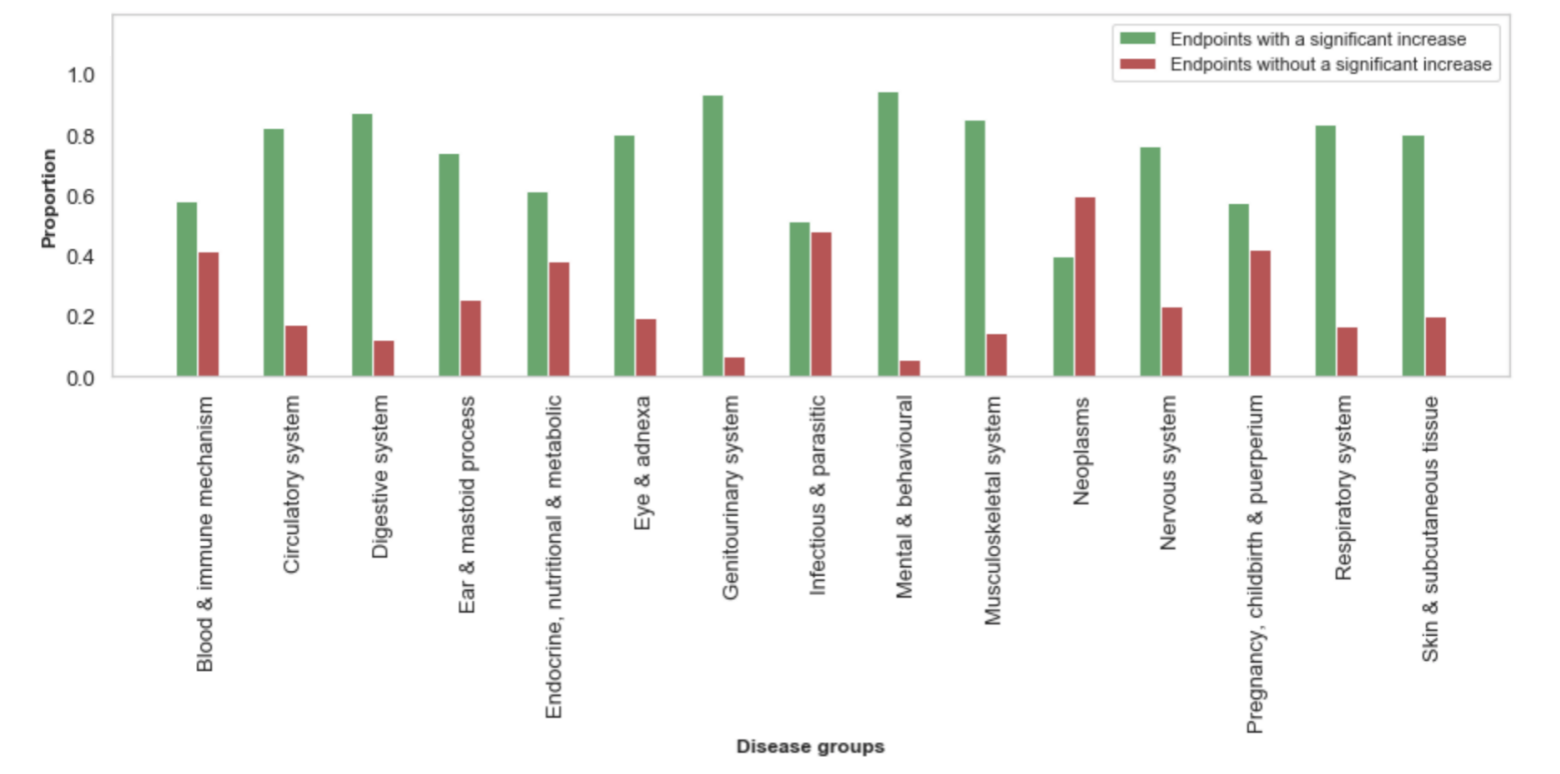 Endpoints with a significant increase
Endpoints without a significant increase
Proportion
1.0
0.8
0.6
0.4
0.2
0.0
Blood & immune mechanism
Circulatory system
Digestive system
Ear & mastoid process
Endocrine, nutritional & metabolic
Eye & adnexa
Genitourinary system
Infectious & parasitic
Mental & behavioural
Musculoskeletal system
Neoplasms
Nervous system
Pregnancy, childbirth & puerperium
Respiratory system
Skin & subcutaneous tissue
Disease groups